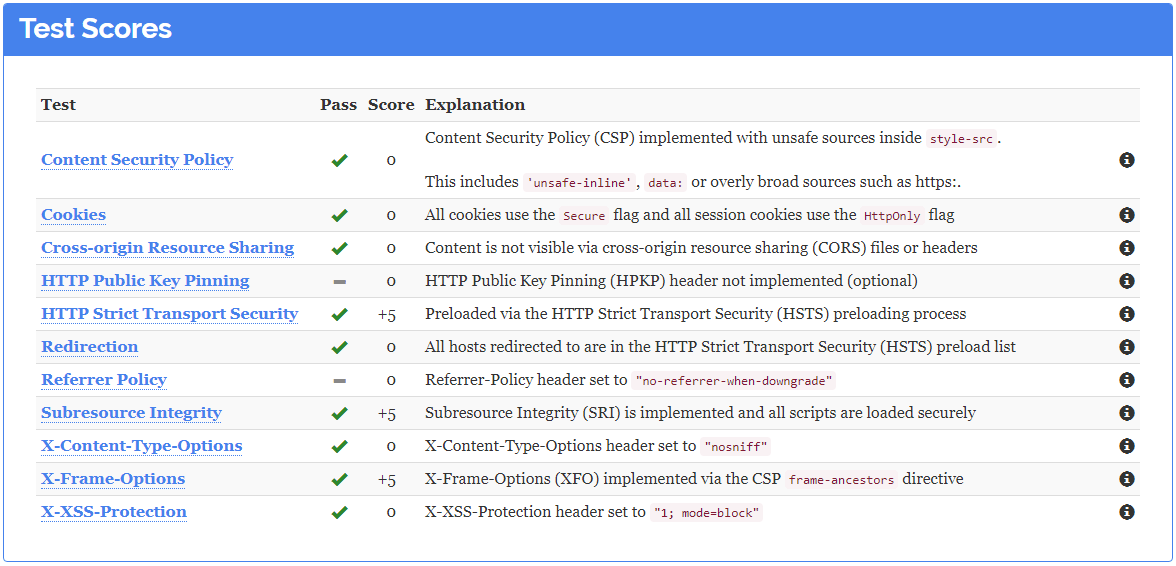 Test Scores
Test Pass Score Explanation
Content Security Policy 0 Content Security Policy (CSP) implemented with unsafe sources inside style-src.
This includes 'unsafe-inline', data: or overly broad sources such as https:.
Cookies 0 All cookies use the Secure flag and all session cookies use the HttpOnly flag
Cross-origin Resource Sharing 0 Content is not visible via cross-origin resource sharing (CORS) files or headers
HTTP Public Key Pinning 0 HTTP Public Key Pinning (HPKP) header not implemented (optional)
HTTP Strict Transport Security +5 Preloaded via the HTTP Strict Transport Security (HSTS) preloading process
Redirection 0 All hosts redirected to are in the HTTP Strict Transport Security (HSTS) preload list
Referrer Policy 0 Referrer-Policy header set to "no-referrer-when-downgrade"
Subresource Integrity +5 Subresource Integrity (SRI) is implemented and all scripts are loaded securely
X-Content-Type-Options 0 X-Content-Type-Options header set to "nosniff"
X-Frame-Options +5 X-Frame-Options (XFO) implemented via the CSP frame-ancestors directive
X-XSS-Protection 0 X-XSS-Protection header set to "1; mode=block"